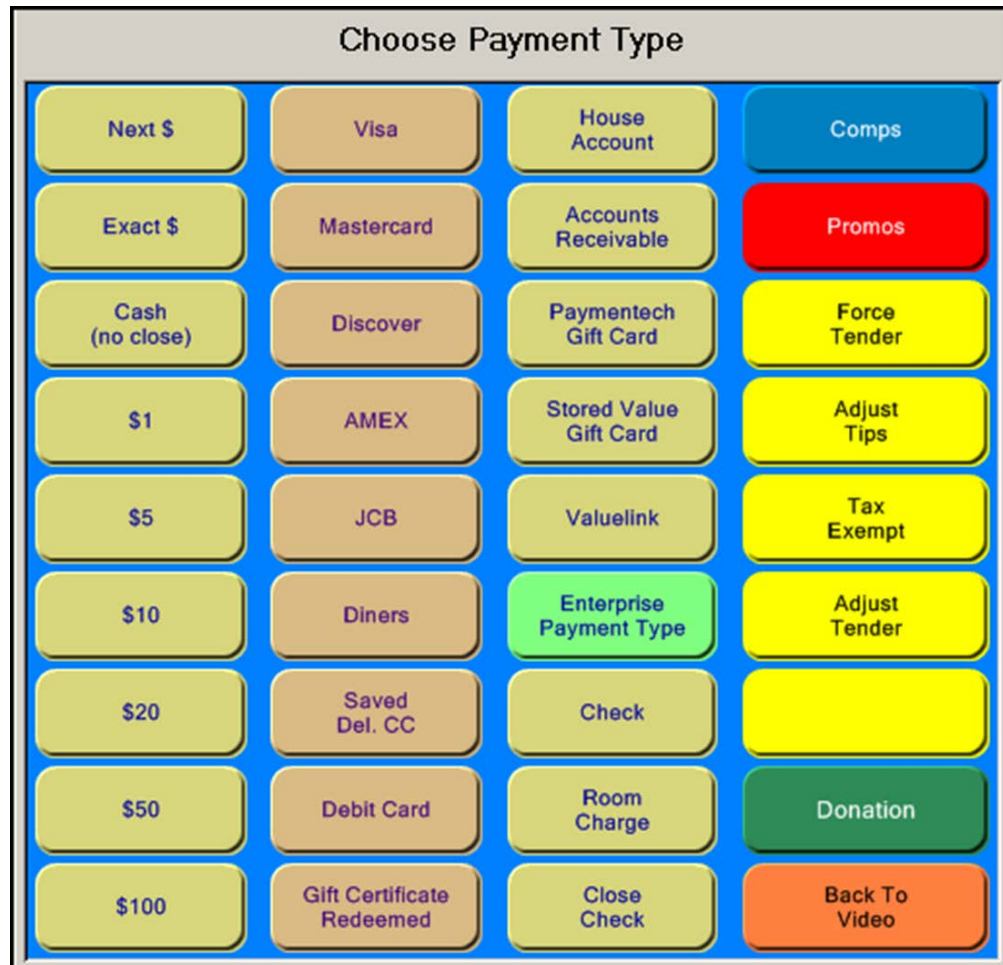 Choose Payment Type
Next $
Visa
House
Account
Comps
Exact $
Mastercard
Accounts
Receivable
Promos
Cash
(no close)
Discover
Paymentech
Gift Card
Force
Tender
$1
AMEX
Stored Value
Gift Card
Adjust
Tips
$5
JCB
Valuelink
Tax
Exempt
$10
Diners
Enterprise
Payment Type
Adjust
Tender
$20
Saved
Del. CC
Check
$50
Debit Card
Room
Charge
Donation
$100
Gift Certificate
Redeemed
Close
Check
Back To
Video